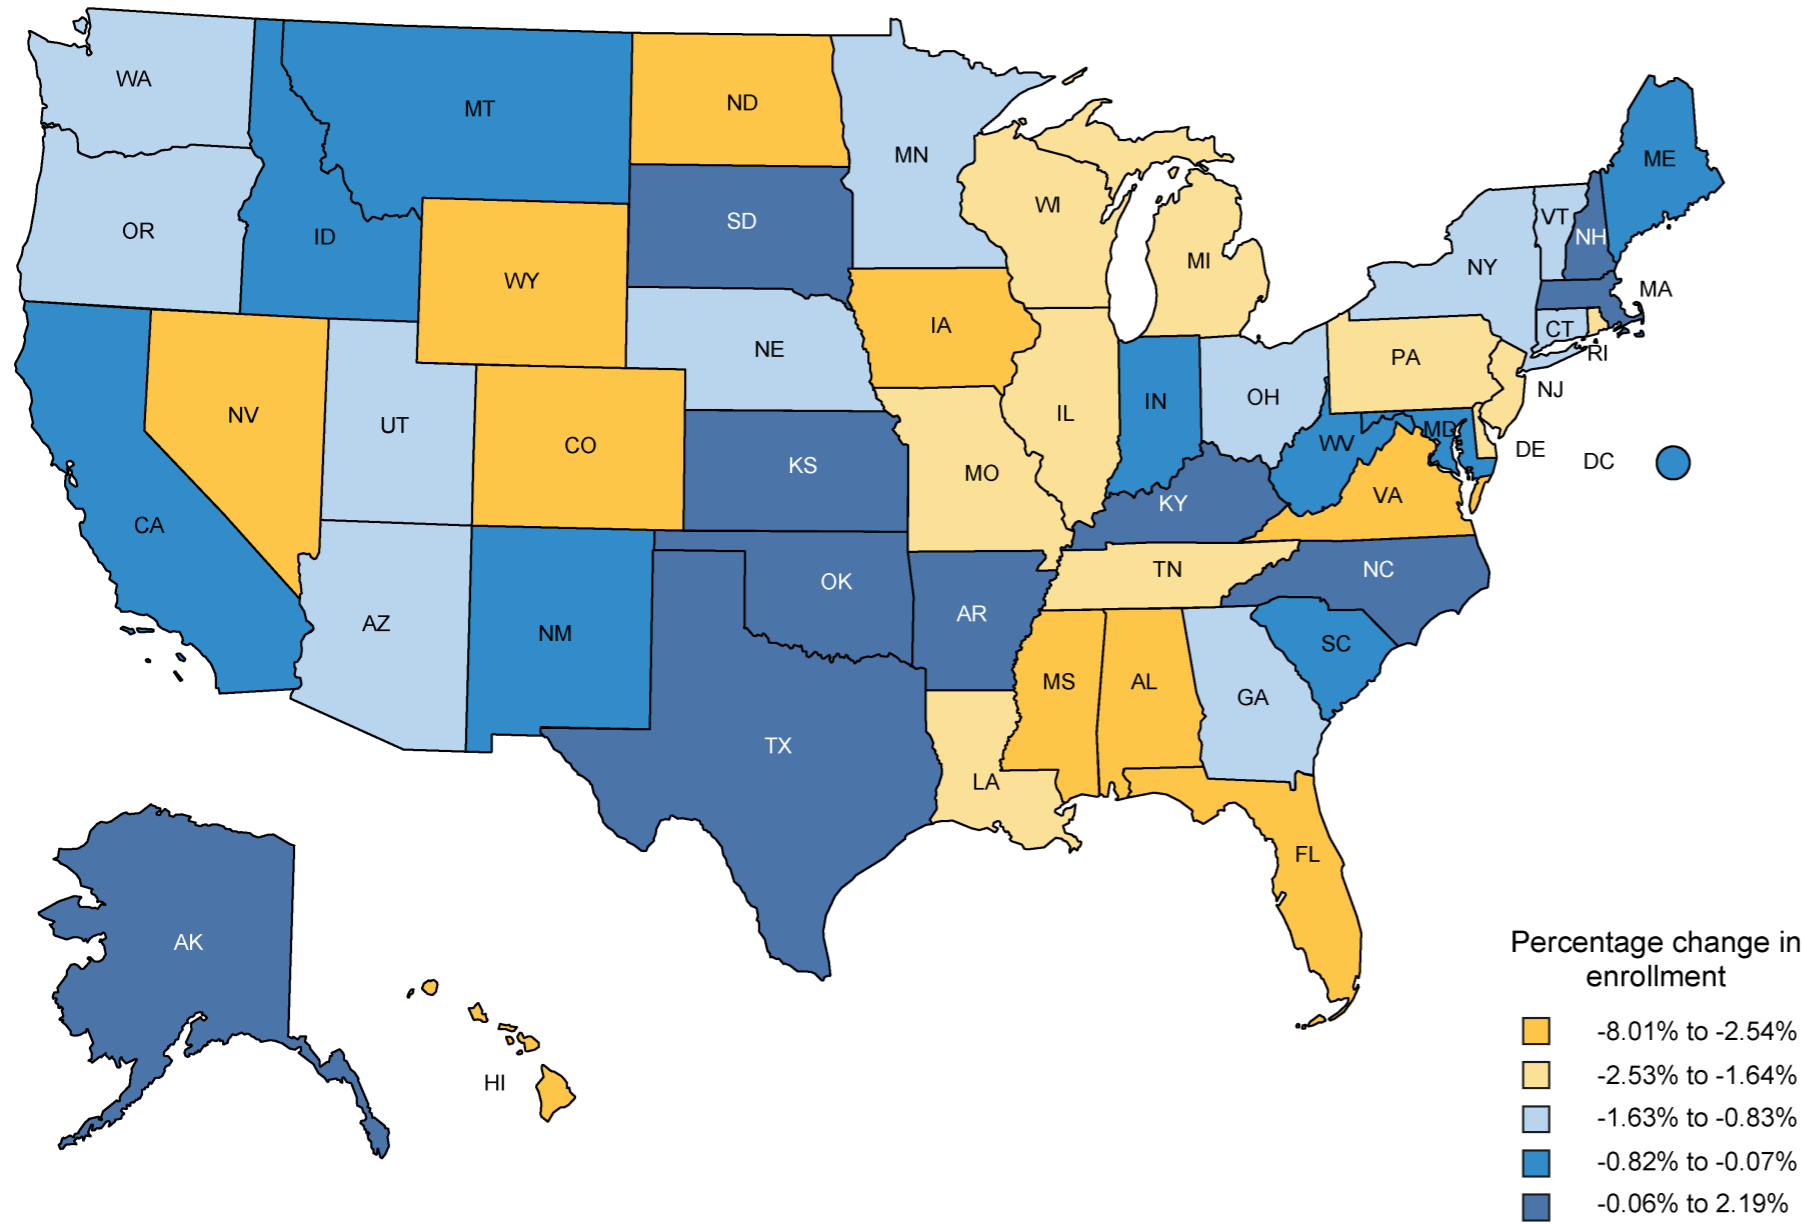 WA
MT
ND
MN
ME
OR
ID
SD
WI
VT
NH
NY
MI
WY
MA
IA
CT
NE
RI
PA
NJ
NV
UT
CO
IL
IN
OH
MD
WV
DE
DC
KS
MO
VA
CA
KY
OK
TN
NC
AZ
NM
AR
SC
MS
AL
GA
TX
LA
FL
AK
HI
Percentage change in
enrollment
-8.01% to -2.54%
-2.53% to -1.64%
-1.63% to -0.83%
-0.82% to -0.07%
-0.06% to 2.19%